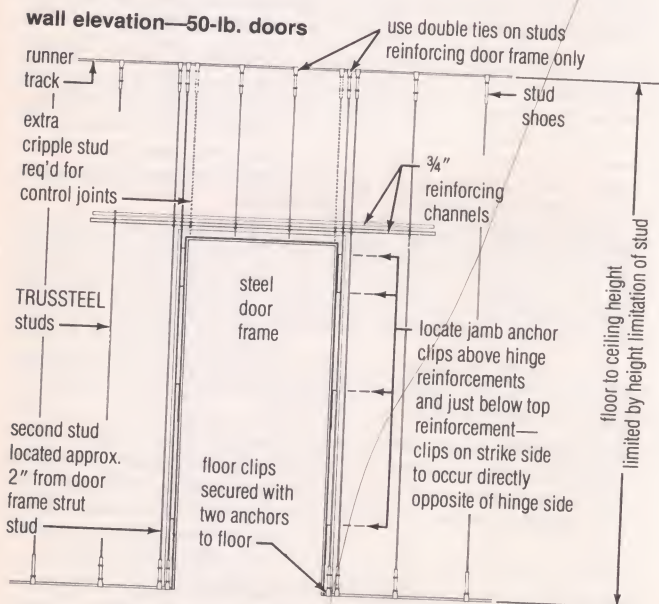 wall elevation—50-lb. doors
use double ties on studs
reinforcing door frame only
runner
track
stud
shoes
extra
cripple stud
req'd for
control joints
¾"
reinforcing
channels
TRUSSTEEL
studs
steel
door
frame
locate jamb anchor
clips above hinge
reinforcements
and just below top
reinforcement—
clips on strike side
to occur directly
opposite of hinge side
second stud
located approx.
2" from door
frame strut
stud
floor clips
secured with
two anchors
to floor
floor to ceiling height
limited by height limitation of stud